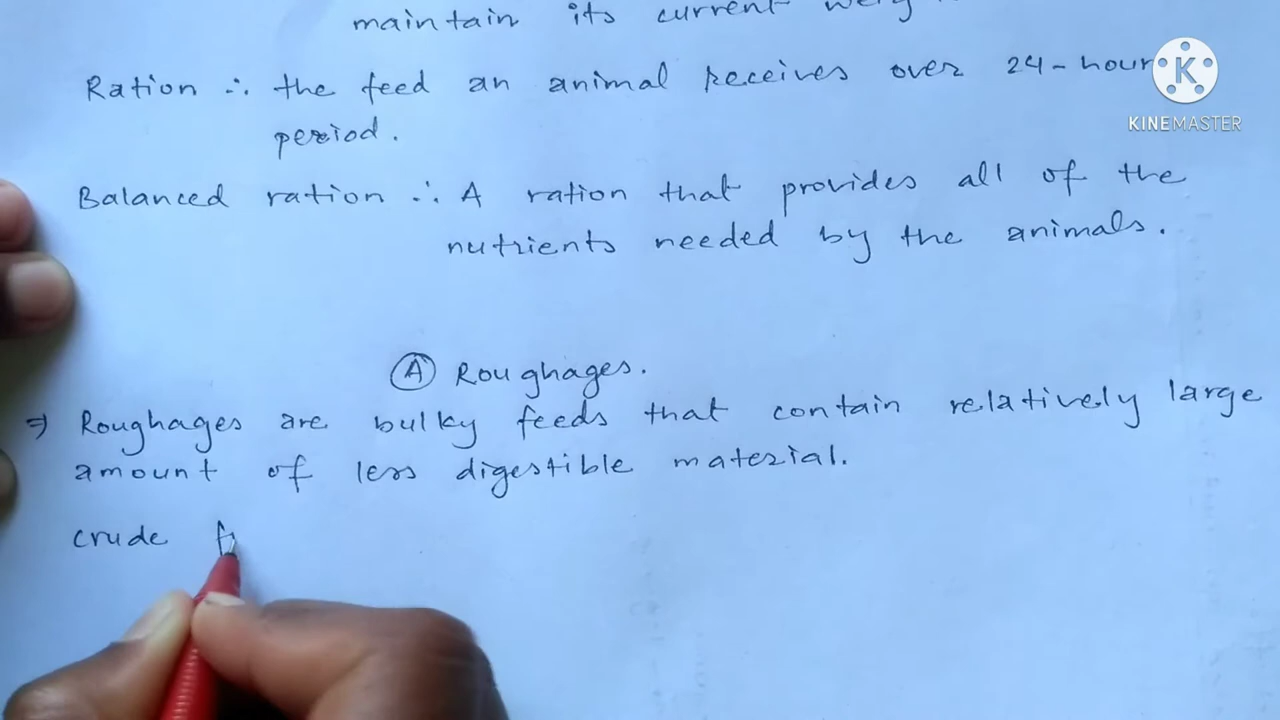 maintain its current
Ration ∴ the feed an animal receives over 24-hour
period.
K
KINEMASTER
Balanced ration ∴ A ration that provides all of the
nutrients needed by the animals.
Ⓐ Roughages.
⇒ Roughages are bulky feeds that contain relatively large
amount of less digestible material.
crude